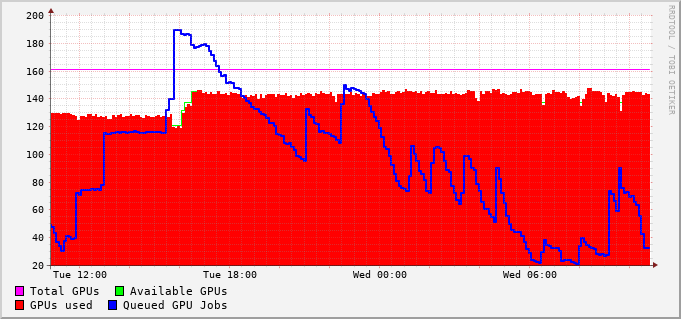 200
180
160
140
120
100
80
60
40
20
Tue 12:00 Tue 18:00 Wed 00:00 Wed 06:00
Total GPUs Available GPUs
GPUs used Queued GPU Jobs
RRDTOOL / TOBI OETIKER